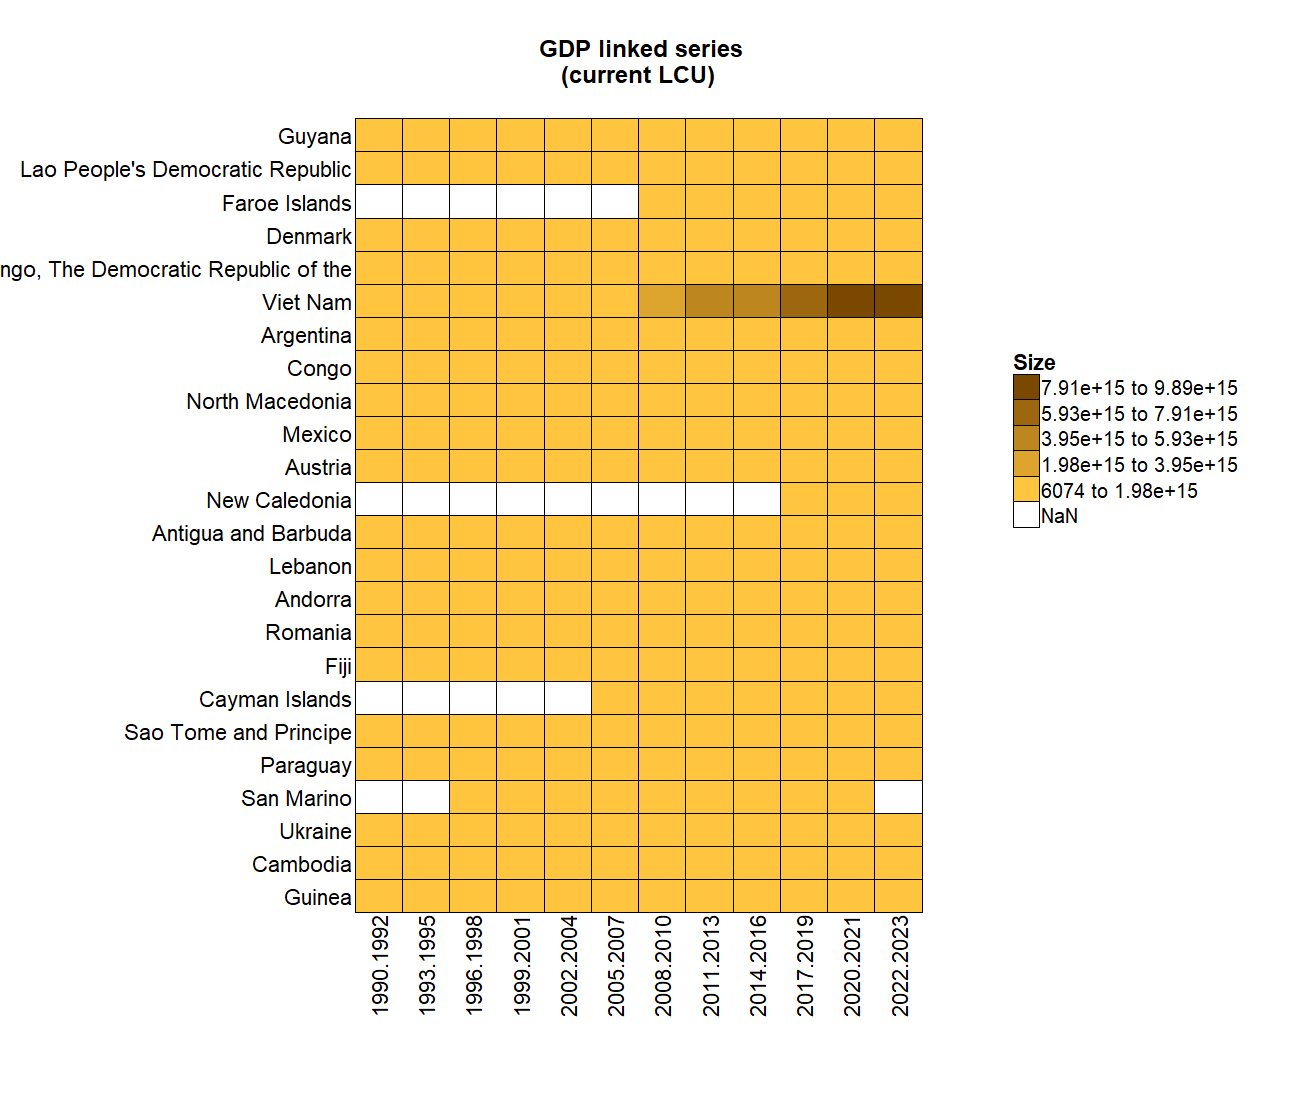 GDP linked series
(current LCU)
Guyana
Lao People's Democratic Republic
Faroe Islands
Denmark
ngo, The Democratic Republic of the
Viet Nam
Argentina
Congo
North Macedonia
Mexico
Austria
New Caledonia
Antigua and Barbuda
Lebanon
Andorra
Romania
Fiji
Cayman Islands
Sao Tome and Principe
Paraguay
San Marino
Ukraine
Cambodia
Guinea
1990.1992
1993.1995
1996.1998
1999.2001
2002.2004
2005.2007
2008.2010
2011.2013
2014.2016
2017.2019
2020.2021
2022.2023
Size
7.91e+15 to 9.89e+15
5.93e+15 to 7.91e+15
3.95e+15 to 5.93e+15
1.98e+15 to 3.95e+15
6074 to 1.98e+15
NaN